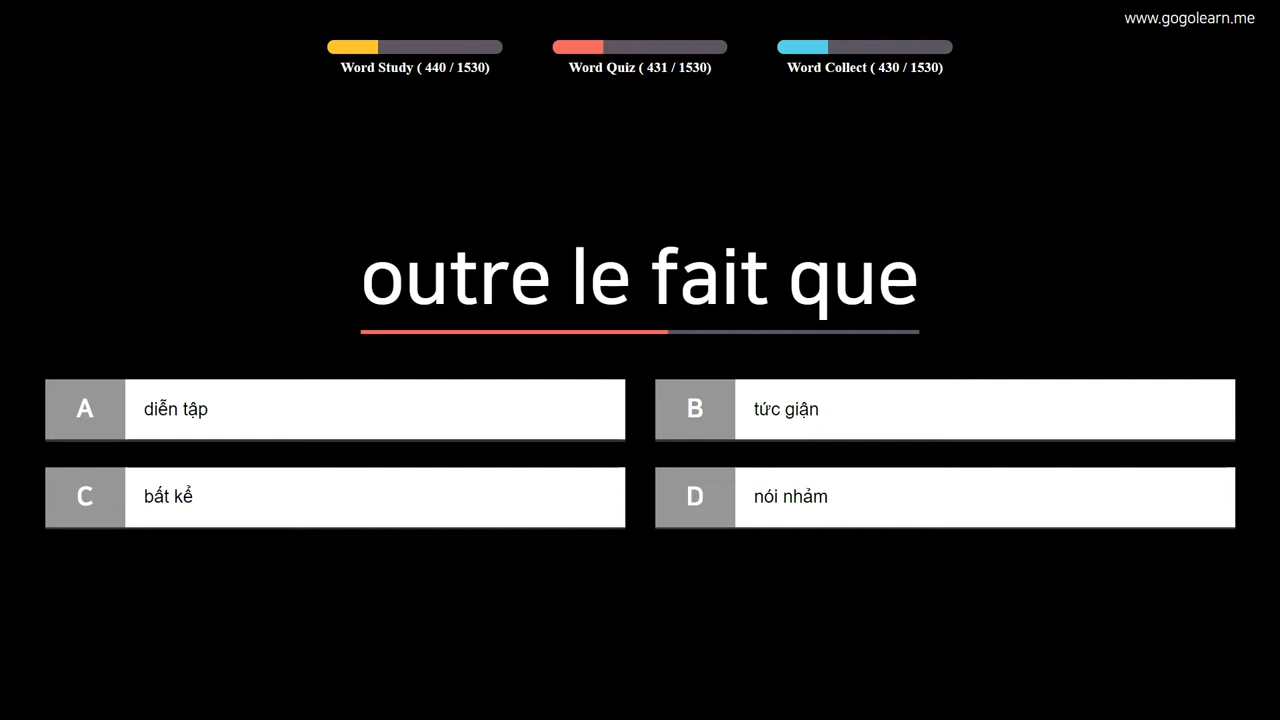 www.gogolearn.me
Word Study ( 440 / 1530)
Word Quiz ( 431 / 1530)
Word Collect ( 430 / 1530)
outre le fait que
A diễn tập
B tức giận
C bất kể
D nói nhảm